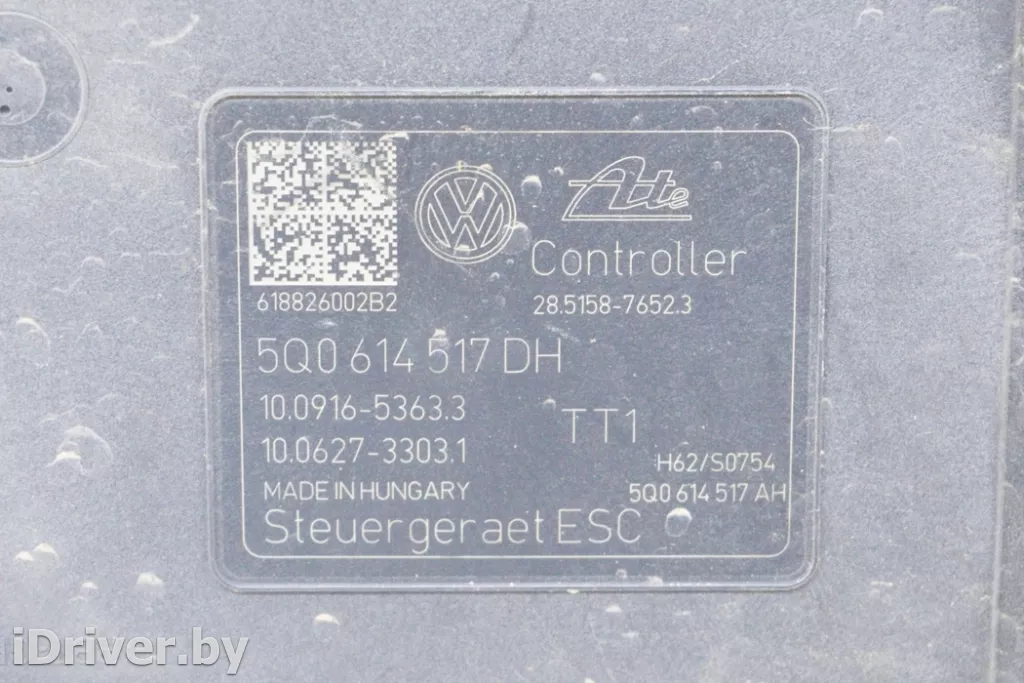 VW Ate
Controller
618826002B2 28.5158-7652.3
5Q0 614 517 DH
10.0916-5363.3
TT1
10.0627-3303.1
H62/S0754
MADE IN HUNGARY
5Q0 614 517 AH
Steuergeraet ESC
iDriver.by